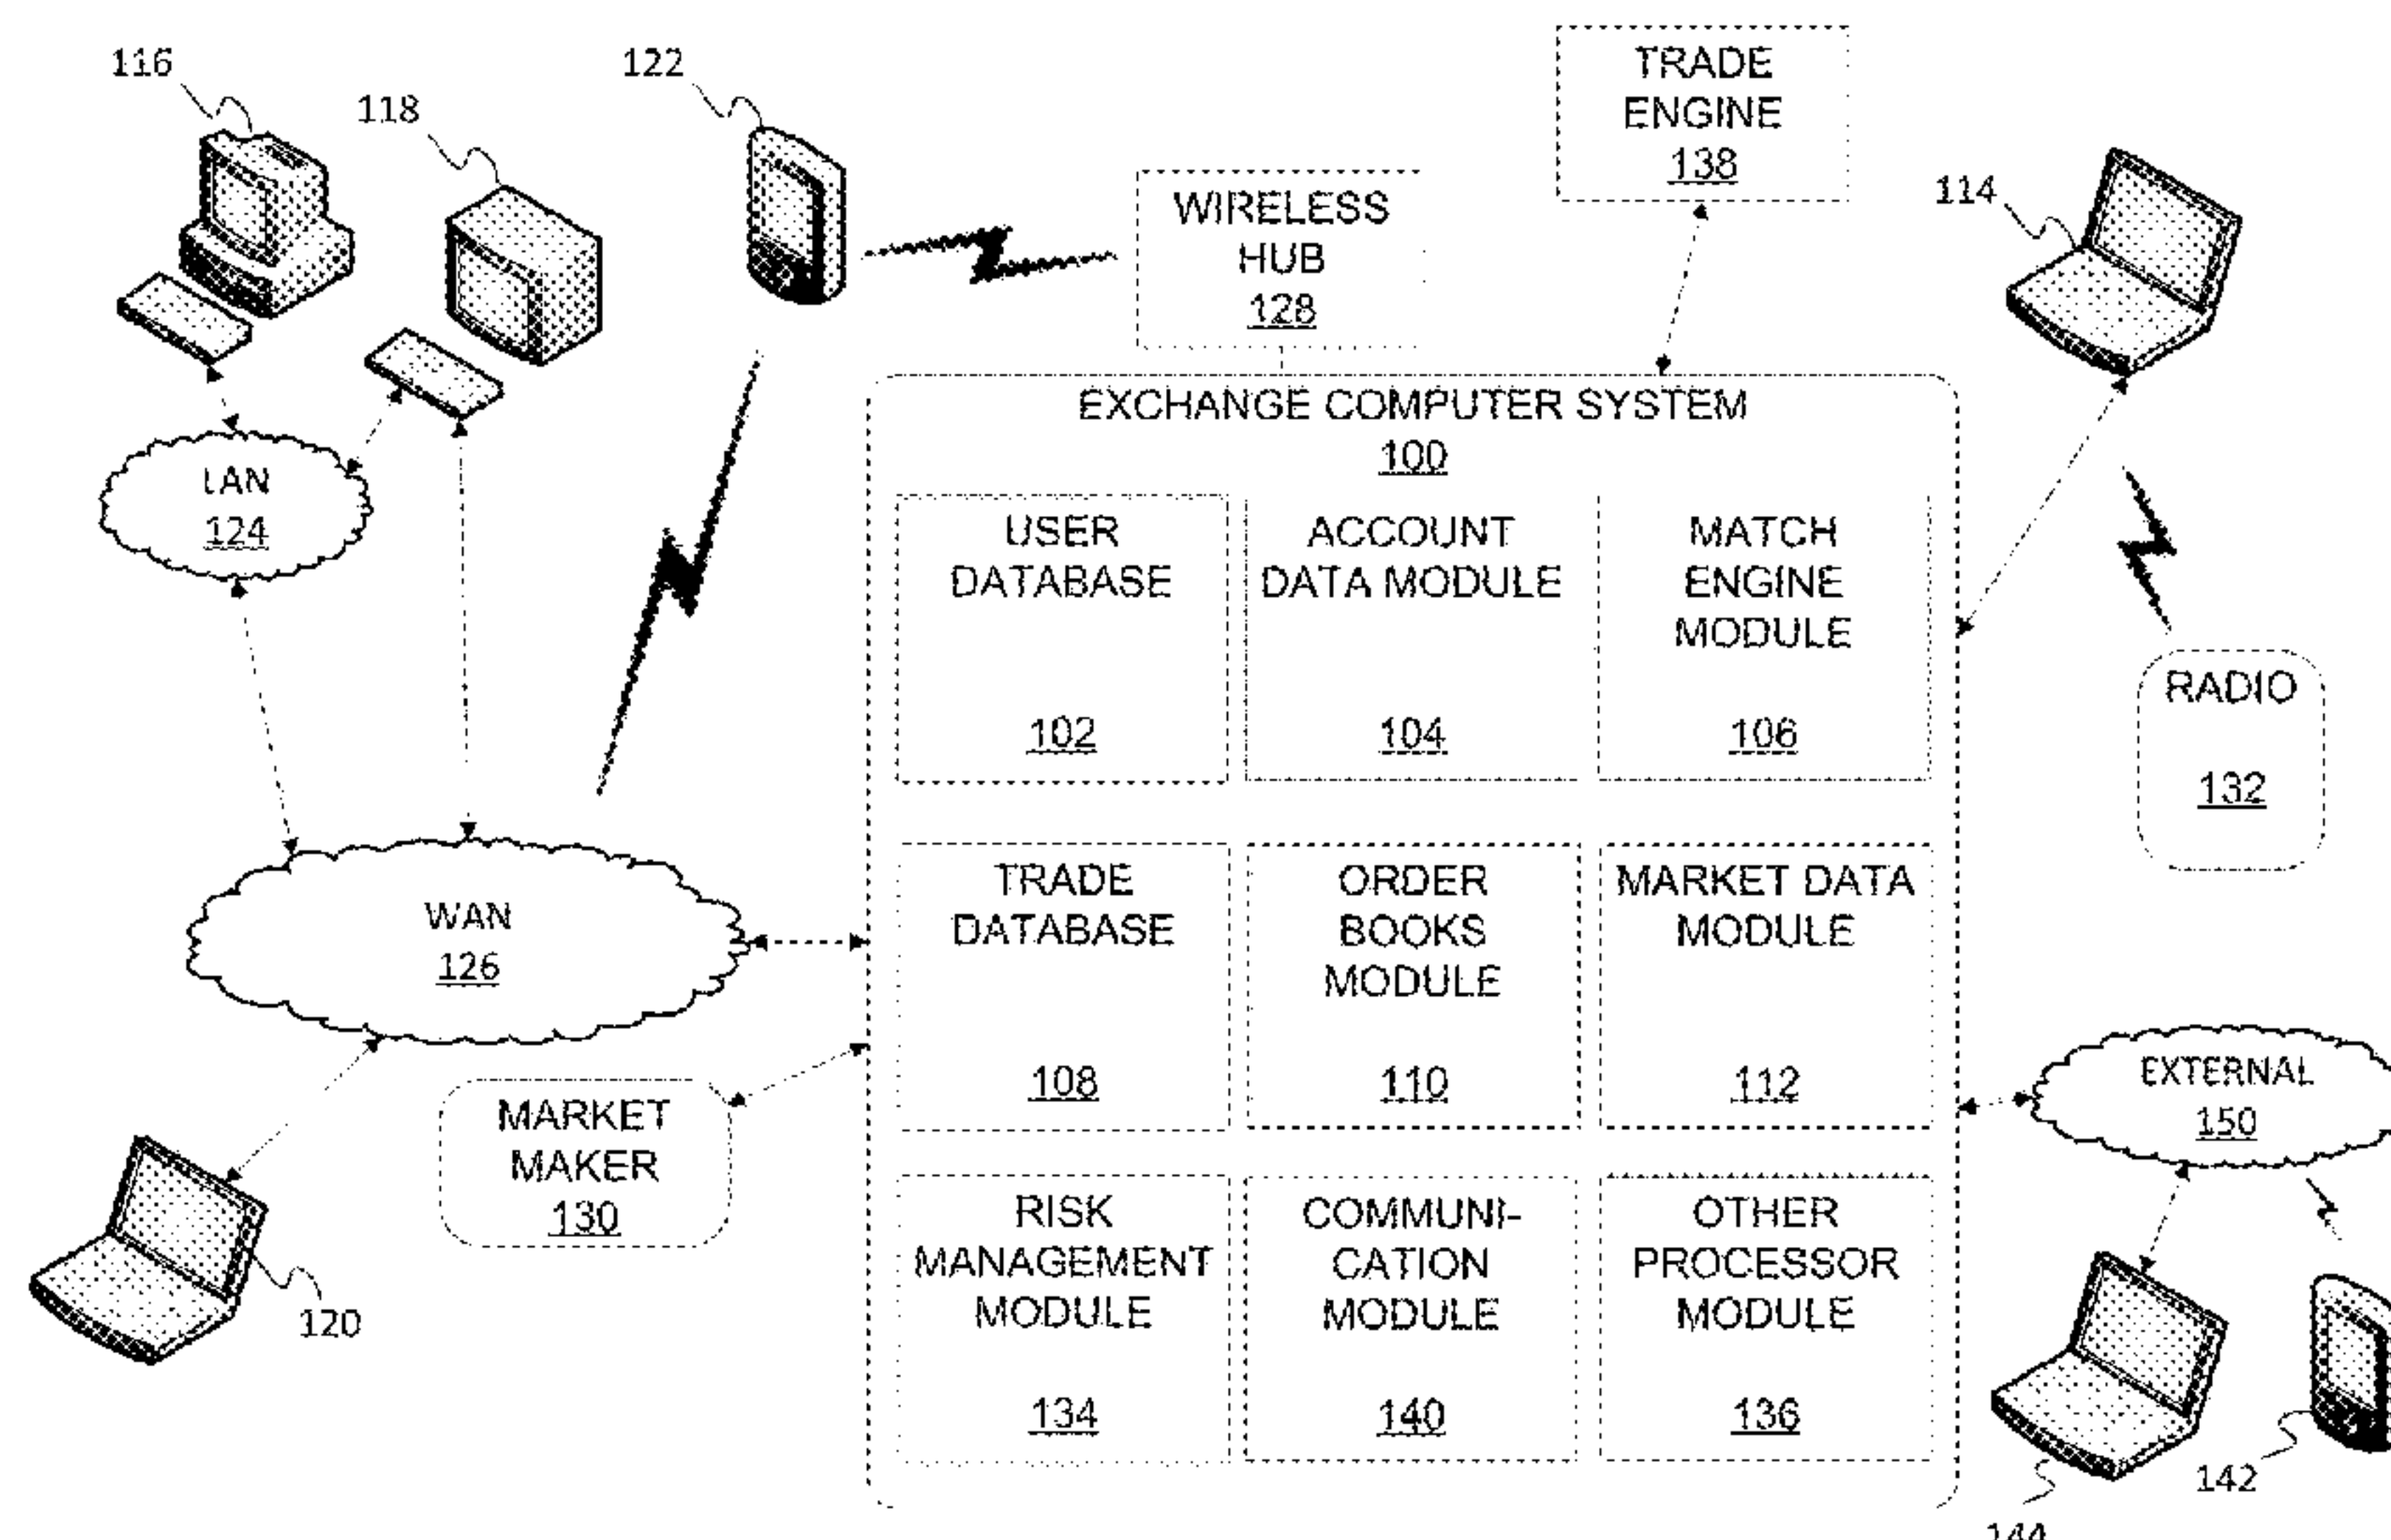 116
118
122
TRADE
ENGINE
138
WIRELESS
HUB
128
114
LAN
124
EXCHANGE COMPUTER SYSTEM
100
USER
DATABASE
102
ACCOUNT
DATA MODULE
104
MATCH
ENGINE
MODULE
106
RADIO
132
WAN
126
TRADE
DATABASE
108
ORDER
BOOKS
MODULE
110
MARKET DATA
MODULE
112
EXTERNAL
150
MARKET
MAKER
130
120
RISK
MANAGEMENT
MODULE
134
COMMUNI-
CATION
MODULE
140
OTHER
PROCESSOR
MODULE
136
142
144